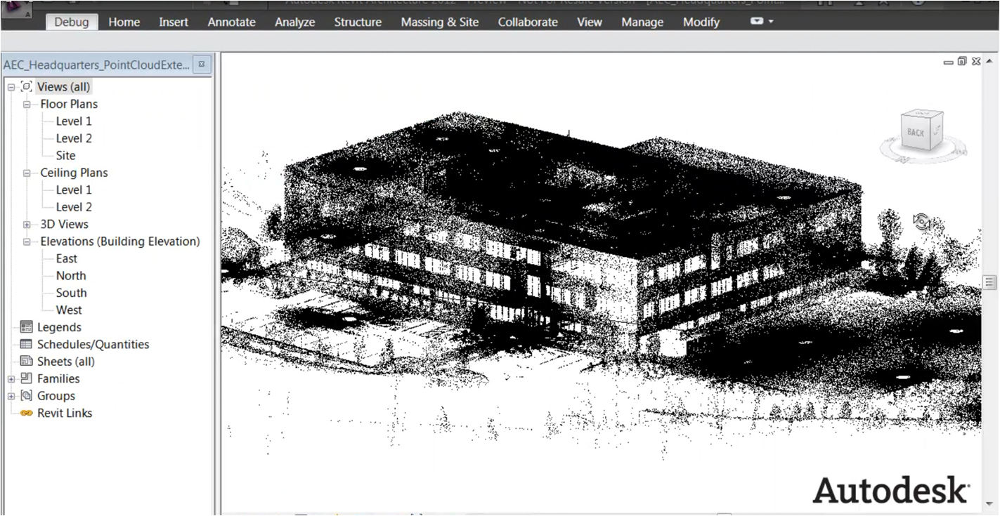 Autodesk Revit Architecture 2012 - Preview - Not For Resale Version - [AEC_Headquarters_Point...
Debug Home Insert Annotate Analyze Structure Massing & Site Collaborate View Manage Modify
AEC_Headquarters_PointCloudExte...
Views (all)
Floor Plans
Level 1
Level 2
Site
Ceiling Plans
Level 1
Level 2
3D Views
Elevations (Building Elevation)
East
North
South
West
Legends
Schedules/Quantities
Sheets (all)
Families
Groups
Revit Links
BACK
Autodesk